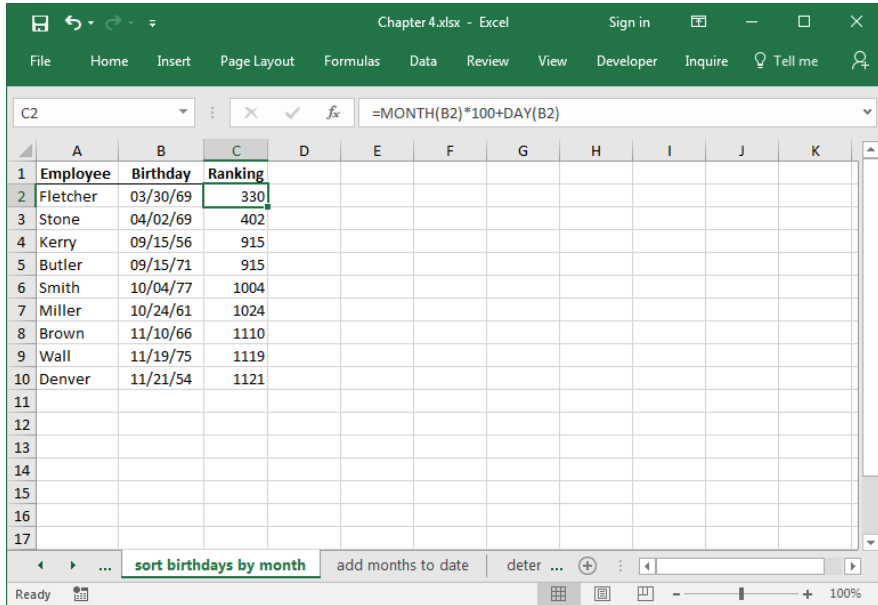 Chapter 4.xlsx - Excel
Sign in
File Home Insert Page Layout Formulas Data Review View Developer Inquire Tell me
C2 fx =MONTH(B2)*100+DAY(B2)
A B C D E F G H I J K
1 Employee Birthday Ranking
2 Fletcher 03/30/69 330
3 Stone 04/02/69 402
4 Kerry 09/15/56 915
5 Butler 09/15/71 915
6 Smith 10/04/77 1004
7 Miller 10/24/61 1024
8 Brown 11/10/66 1110
9 Wall 11/19/75 1119
10 Denver 11/21/54 1121
11
12
13
14
15
16
17
... sort birthdays by month add months to date deter ...
Ready 100%